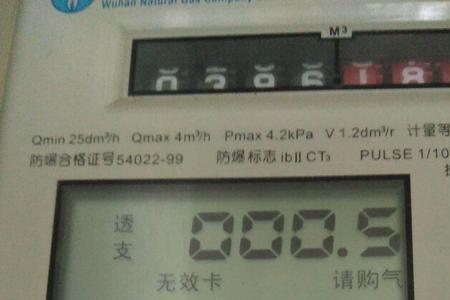 Wuhan Natural Gas Company
M³
Qmin 25dm³/h Qmax 4m³/h Pmax 4.2kPa V 1.2dm³/r 计量等
防爆合格证号54022-99 防爆标志 ibⅡCT₃ PULSE 1/10
透支
000.5
无效卡 请购气